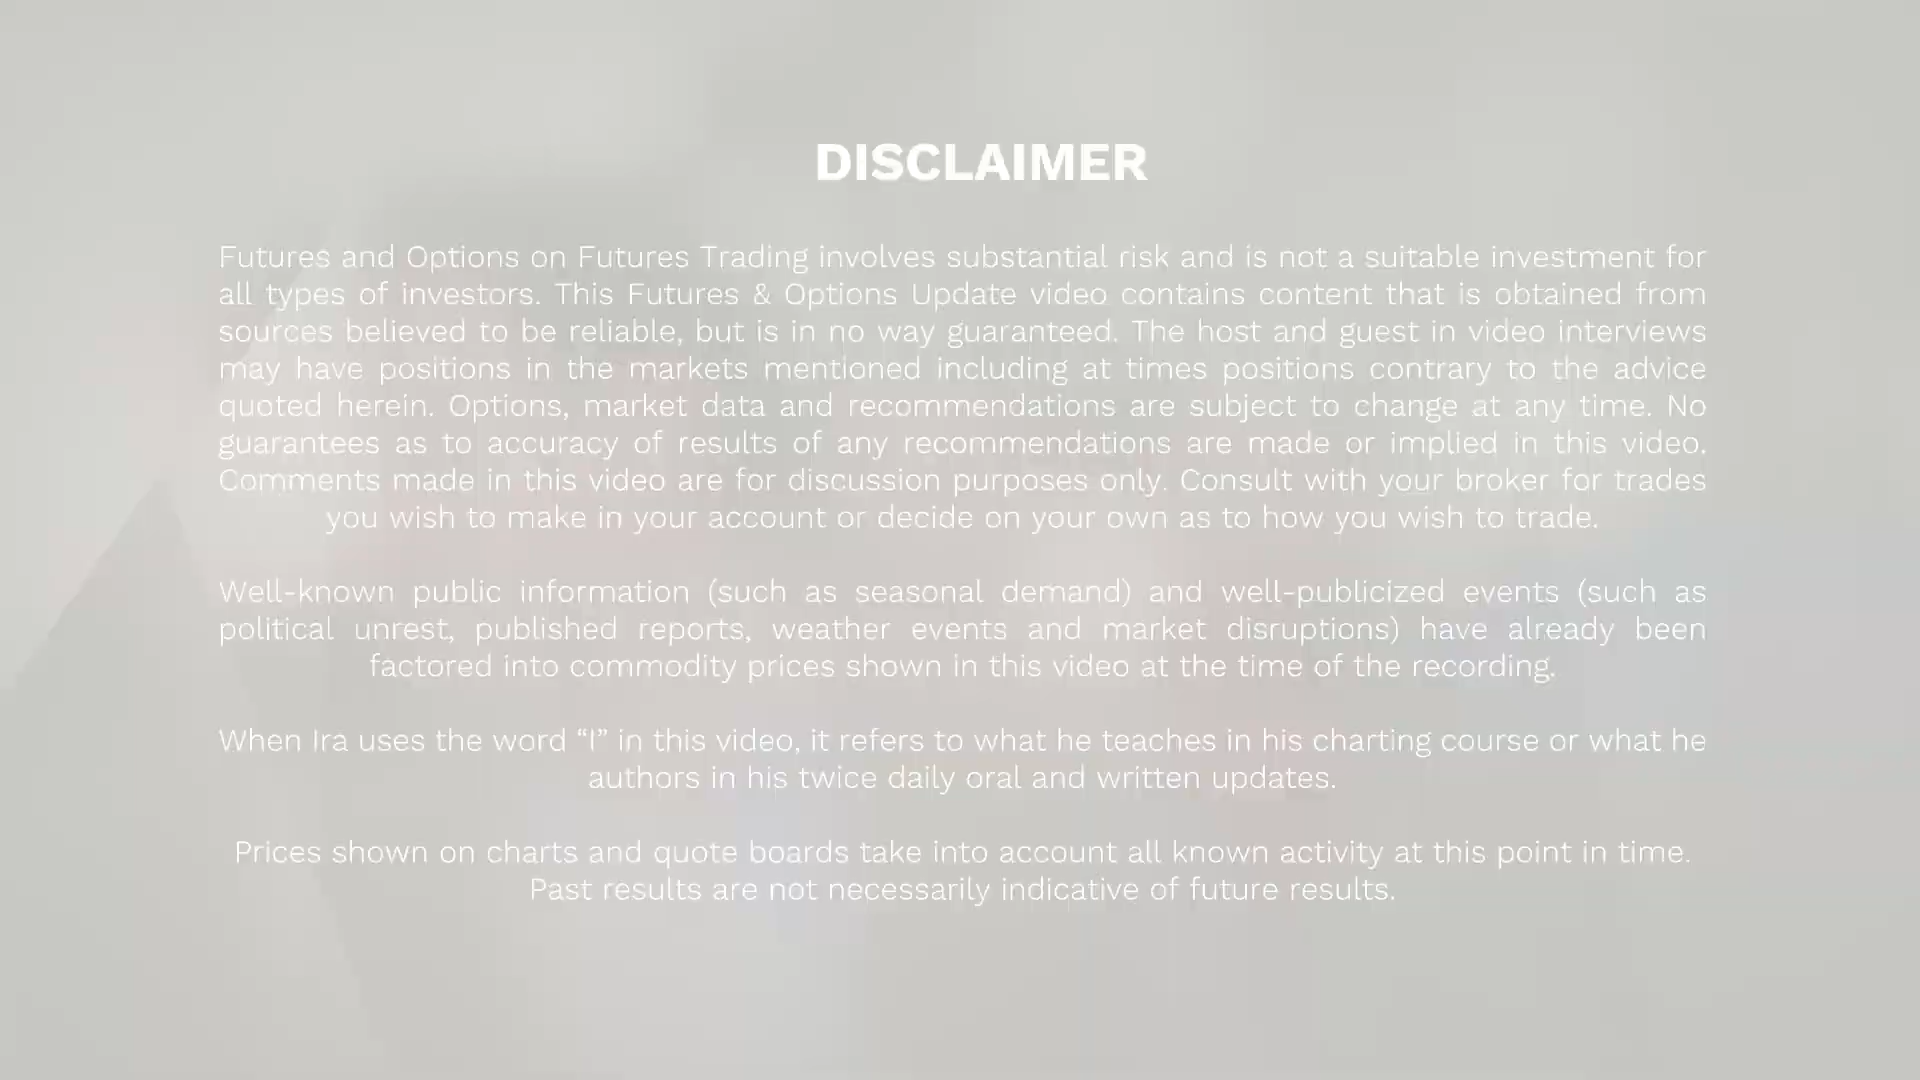 DISCLAIMER
Futures and Options on Futures Trading involves substantial risk and is not a suitable investment for
all types of investors. This Futures & Options Update video contains content that is obtained from
sources believed to be reliable, but is in no way guaranteed. The host and guest in video interviews
may have positions in the markets mentioned including at times positions contrary to the advice
quoted herein. Options, market data and recommendations are subject to change at any time. No
guarantees as to accuracy of results of any recommendations are made or implied in this video.
Comments made in this video are for discussion purposes only. Consult with your broker for trades
you wish to make in your account or decide on your own as to how you wish to trade.
Well-known public information (such as seasonal demand) and well-publicized events (such as
political unrest, published reports, weather events and market disruptions) have already been
factored into commodity prices shown in this video at the time of the recording.
When Ira uses the word “I” in this video, it refers to what he teaches in his charting course or what he
authors in his twice daily oral and written updates.
Prices shown on charts and quote boards take into account all known activity at this point in time.
Past results are not necessarily indicative of future results.